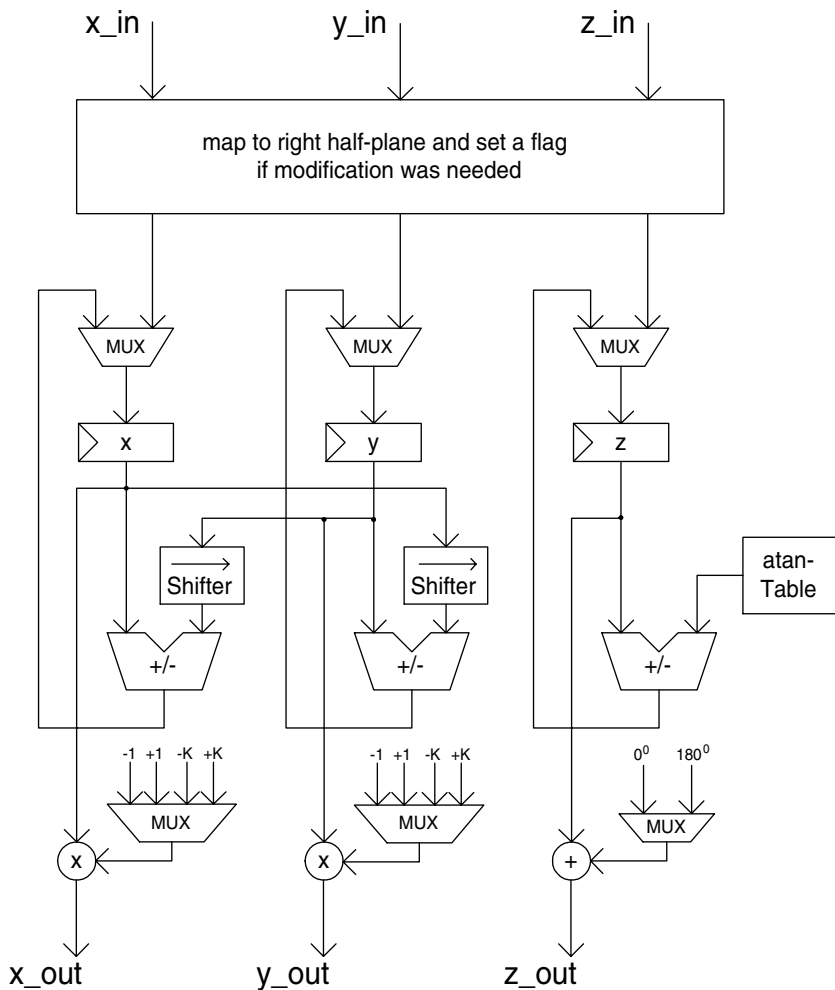 x_in y_in z_in
map to right half-plane and set a flag
if modification was needed
MUX MUX MUX
x y z
Shifter Shifter atan-
Table
+/- +/- +/-
-1 +1 -K +K -1 +1 -K +K 0⁰ 180⁰
MUX MUX MUX
x x +
x_out y_out z_out